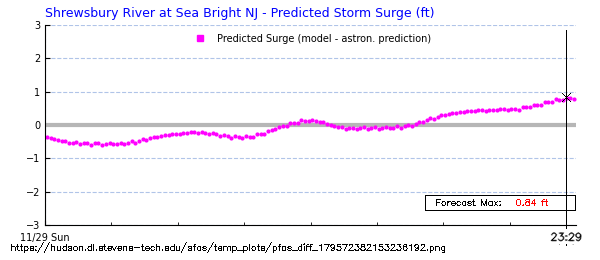 Shrewsbury River at Sea Bright NJ - Predicted Storm Surge (ft)
3
Predicted Surge (model - astron. prediction)
2
1
0
−1
−2
Forecast Max: 0.84 ft
−3
11/29 Sun 23:29
https://hudson.dl.stevens-tech.edu/sfos/temp_plots/pfos_diff_179572382153236192.png